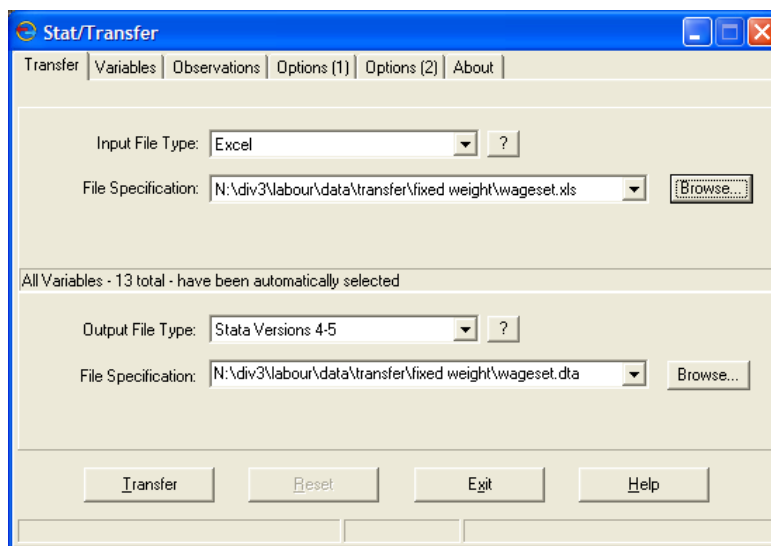 Stat/Transfer
Transfer Variables Observations Options (1) Options (2) About
Input File Type: Excel ?
File Specification: N:\div3\labour\data\transfer\fixed weight\wageset.xls Browse...
All Variables - 13 total - have been automatically selected
Output File Type: Stata Versions 4-5 ?
File Specification: N:\div3\labour\data\transfer\fixed weight\wageset.dta Browse...
Transfer Reset Exit Help